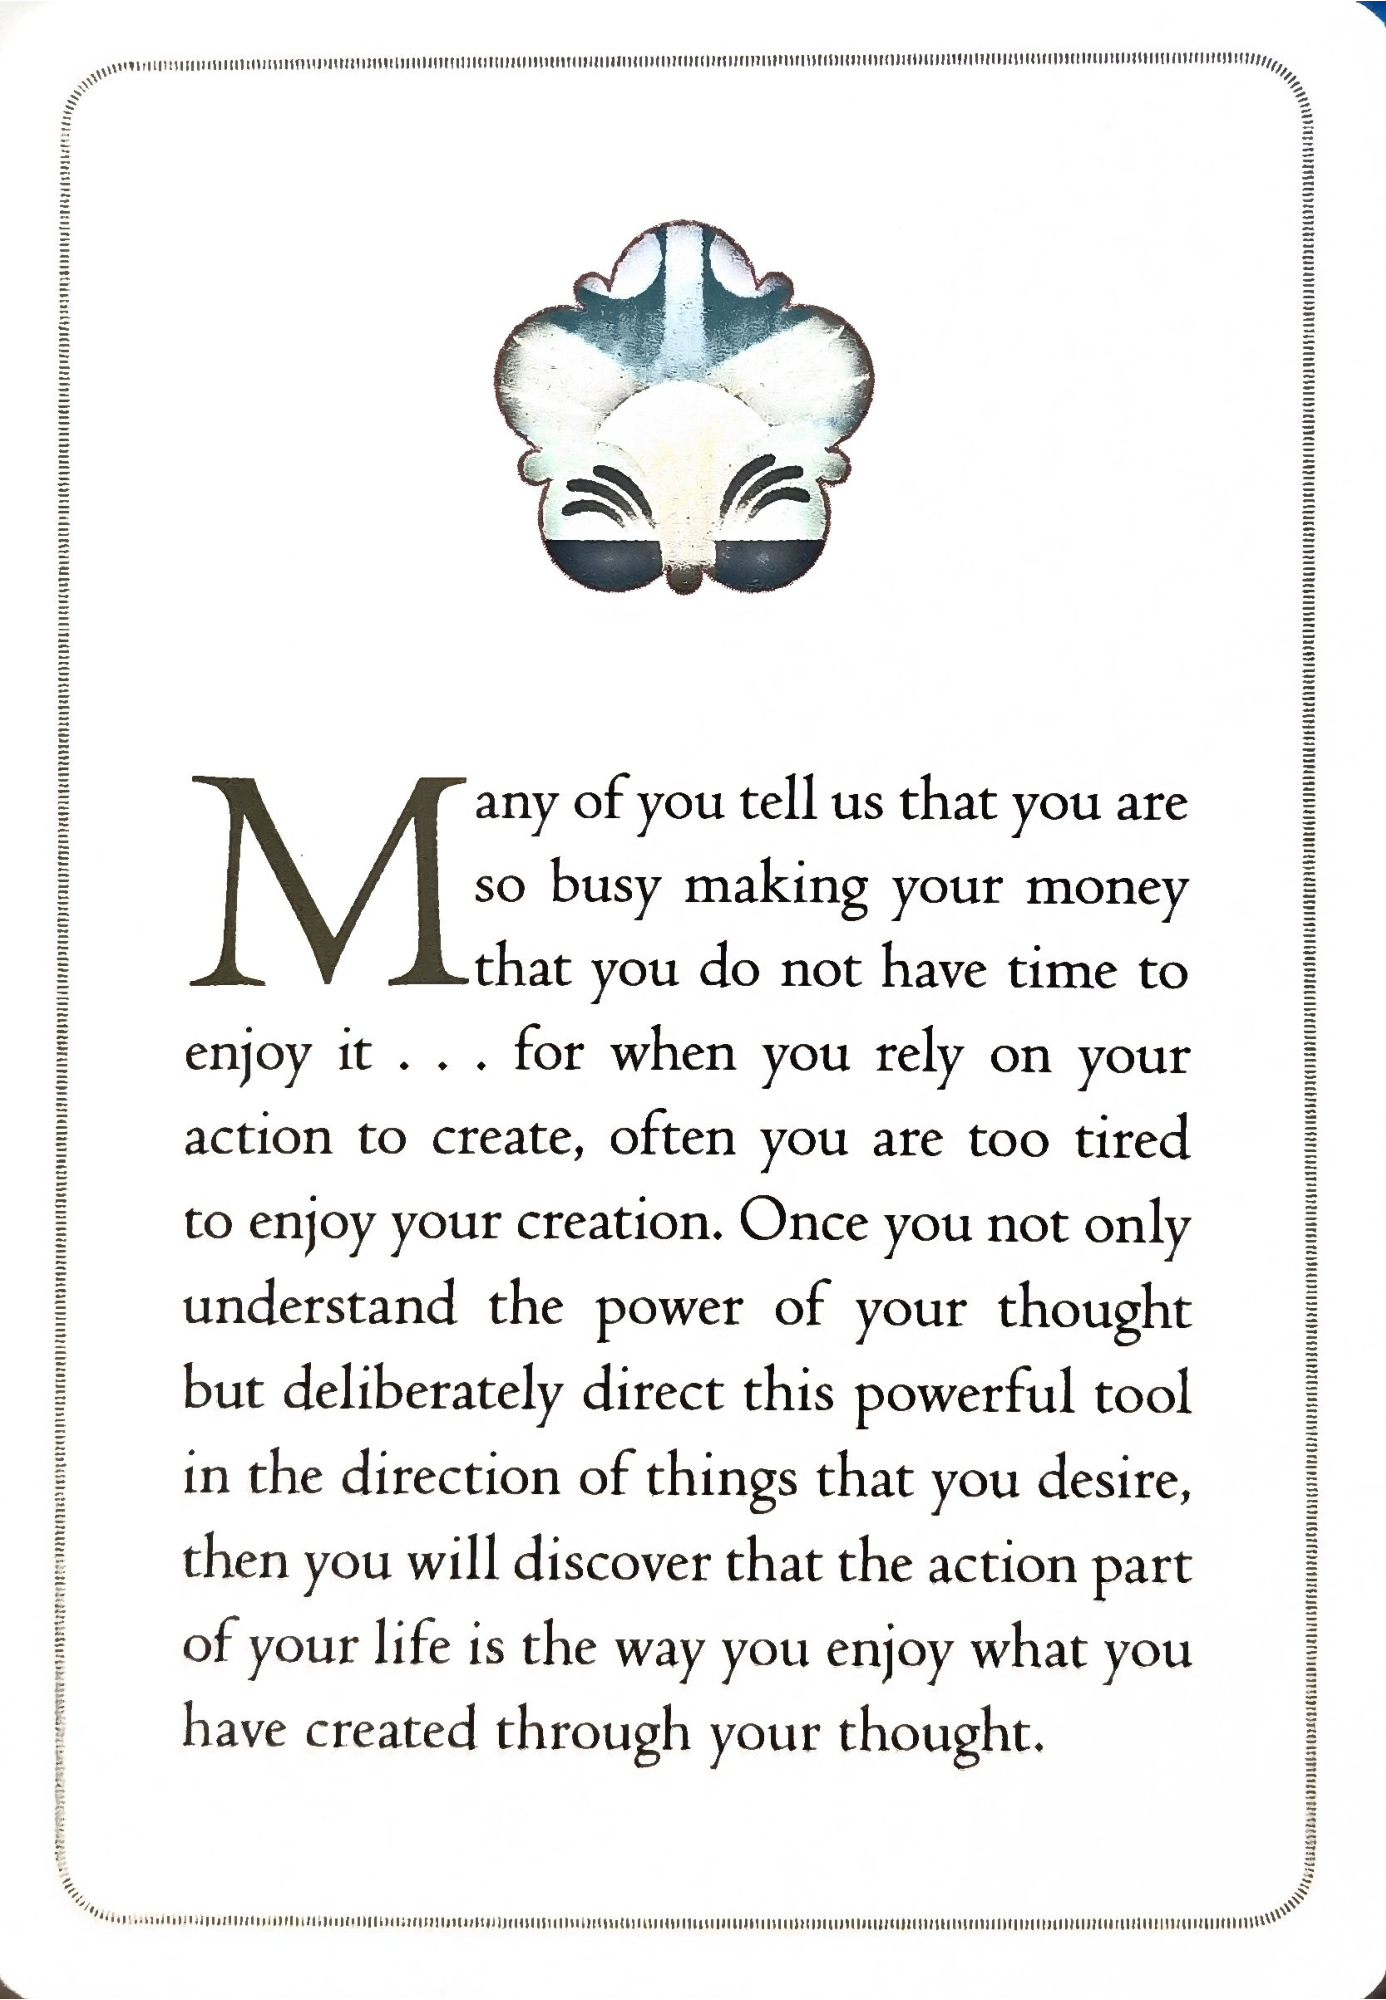 Many of you tell us that you are
so busy making your money
that you do not have time to
enjoy it . . . for when you rely on your
action to create, often you are too tired
to enjoy your creation. Once you not only
understand the power of your thought
but deliberately direct this powerful tool
in the direction of things that you desire,
then you will discover that the action part
of your life is the way you enjoy what you
have created through your thought.